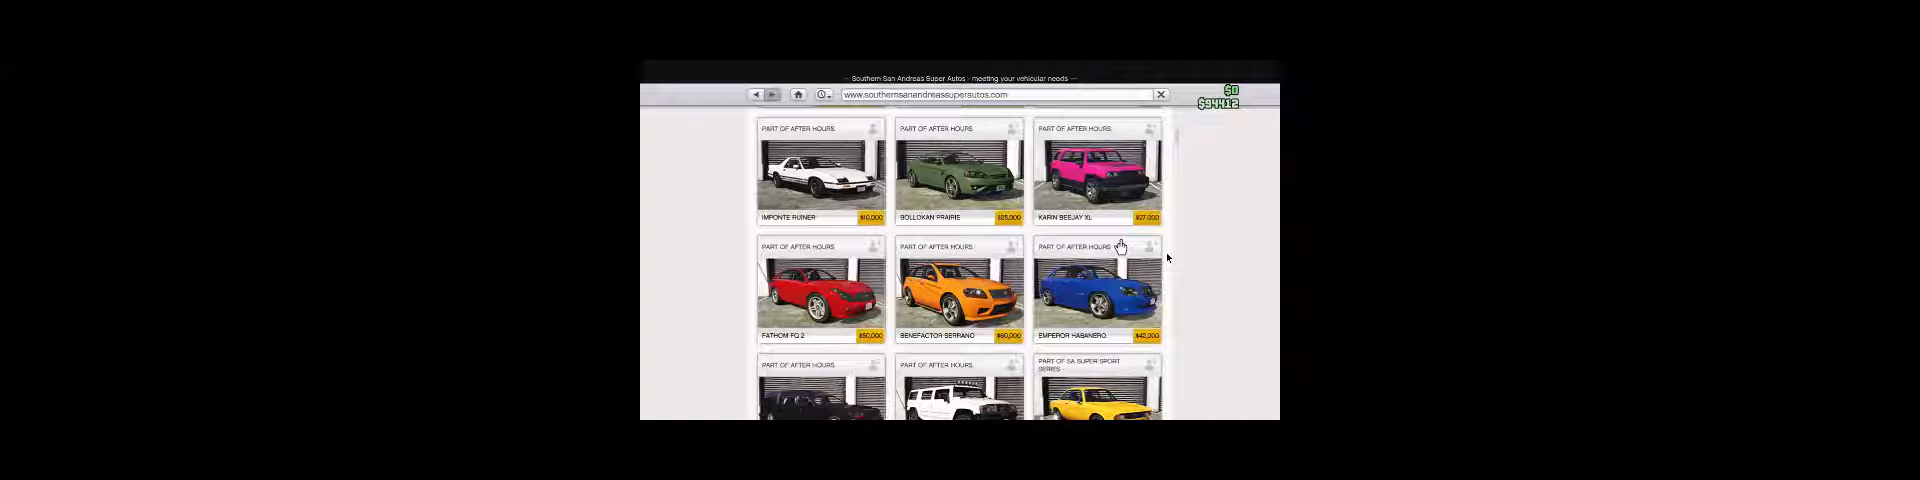 — Southern San Andreas Super Autos - meeting your vehicular needs —
www.southernsanandreassuperautos.com
$0
$94412
PART OF AFTER HOURS
PART OF AFTER HOURS
PART OF AFTER HOURS
IMPONTE RUINER
$10,000
BOLLOKAN PRAIRIE
$25,000
KARIN BEEJAY XL
$27,000
PART OF AFTER HOURS
PART OF AFTER HOURS
PART OF AFTER HOURS
FATHOM FQ 2
$50,000
BENEFACTOR SERRANO
$60,000
EMPEROR HABANERO
$42,000
PART OF AFTER HOURS
PART OF AFTER HOURS
PART OF SA SUPER SPORT
SERIES